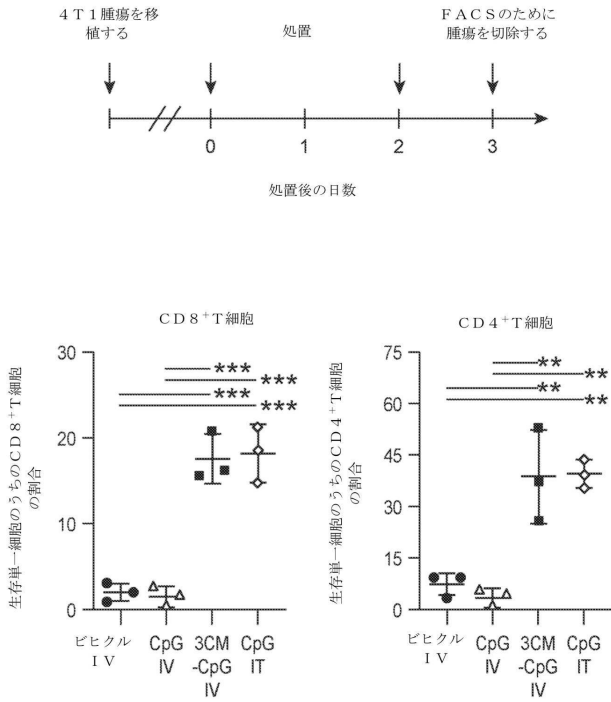 4T1腫瘍を移
植する
処置
FACSのために
腫瘍を切除する
0 1 2 3
処置後の日数
CD8+T細胞
生存単一細胞のうちのCD8+T細胞
の割合
30
20
10
0
***
***
***
***
ビヒクル
IV
CpG
IV
3CM
-CpG
IV
CpG
IT
CD4+T細胞
生存単一細胞のうちのCD4+T細胞
の割合
75
60
45
30
15
0
**
**
**
**
ビヒクル
IV
CpG
IV
3CM
-CpG
IV
CpG
IT